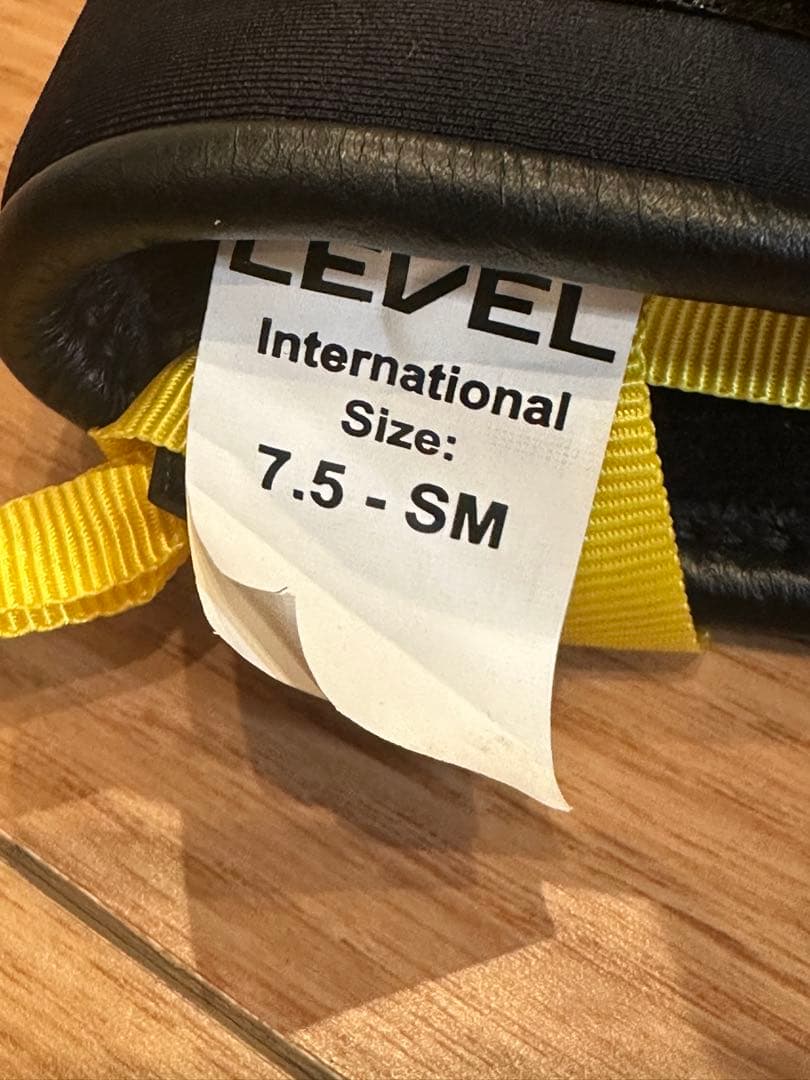 LEVEL
International
Size:
7.5 - SM